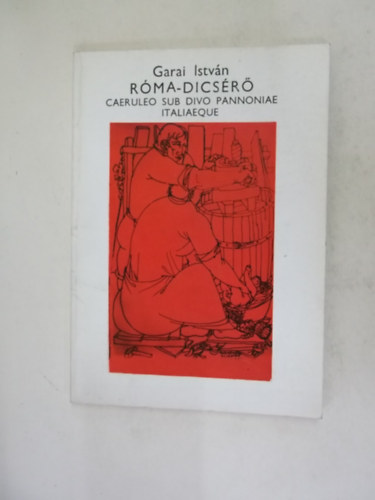 Garai István
RÓMA-DICSÉRŐ
CAERULEO SUB DIVO PANNONIAE
ITALIAEQUE